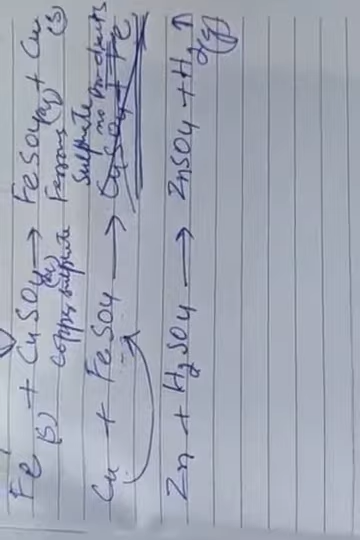 Fe(s) + CuSO4(aq) → FeSO4(aq) + Cu(s)
copper sulphate Ferrous sulphate
no products
Cu + FeSO4 → CuSO4 + Fe
Zn + H2SO4 → ZnSO4 + H2(g)↑